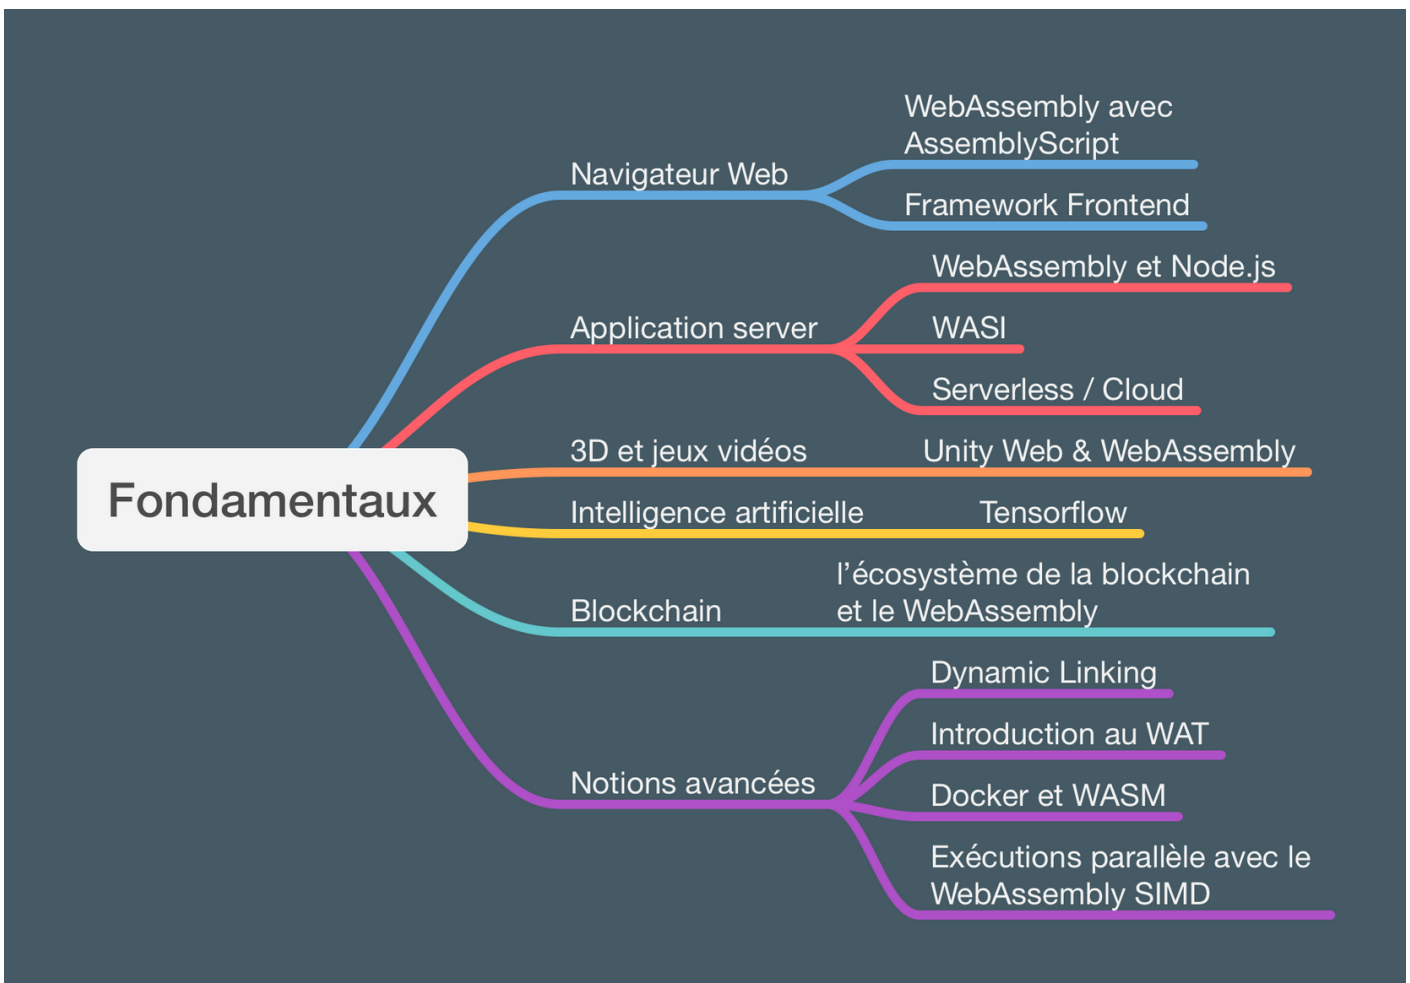 Fondamentaux
Navigateur Web
WebAssembly avec
AssemblyScript
Framework Frontend
Application server
WebAssembly et Node.js
WASI
Serverless / Cloud
3D et jeux vidéos
Unity Web & WebAssembly
Intelligence artificielle
Tensorflow
Blockchain
l’écosystème de la blockchain
et le WebAssembly
Notions avancées
Dynamic Linking
Introduction au WAT
Docker et WASM
Exécutions parallèle avec le
WebAssembly SIMD